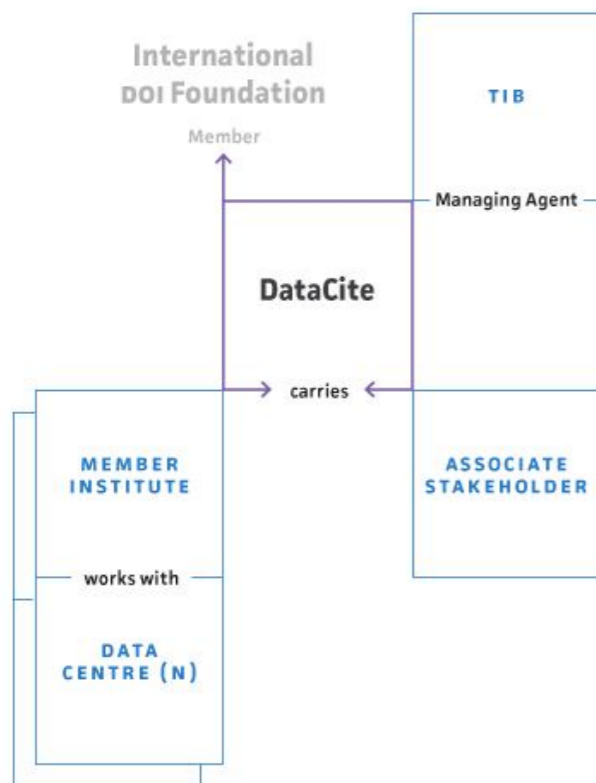 International
DOI Foundation
Member
TIB
Managing Agent
DataCite
carries
MEMBER
INSTITUTE
ASSOCIATE
STAKEHOLDER
works with
DATA
CENTRE (N)